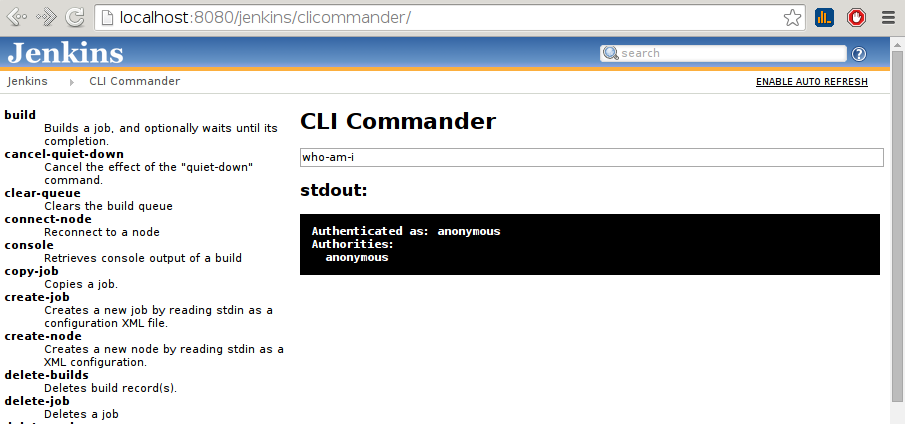 localhost:8080/jenkins/clicommander/
Jenkins
search
Jenkins
CLI Commander
ENABLE AUTO REFRESH
build
Builds a job, and optionally waits until its
completion.
cancel-quiet-down
Cancel the effect of the "quiet-down"
command.
clear-queue
Clears the build queue
connect-node
Reconnect to a node
console
Retrieves console output of a build
copy-job
Copies a job.
create-job
Creates a new job by reading stdin as a
configuration XML file.
create-node
Creates a new node by reading stdin as a
XML configuration.
delete-builds
Deletes build record(s).
delete-job
Deletes a job
CLI Commander
who-am-i
stdout:
Authenticated as: anonymous
Authorities:
anonymous